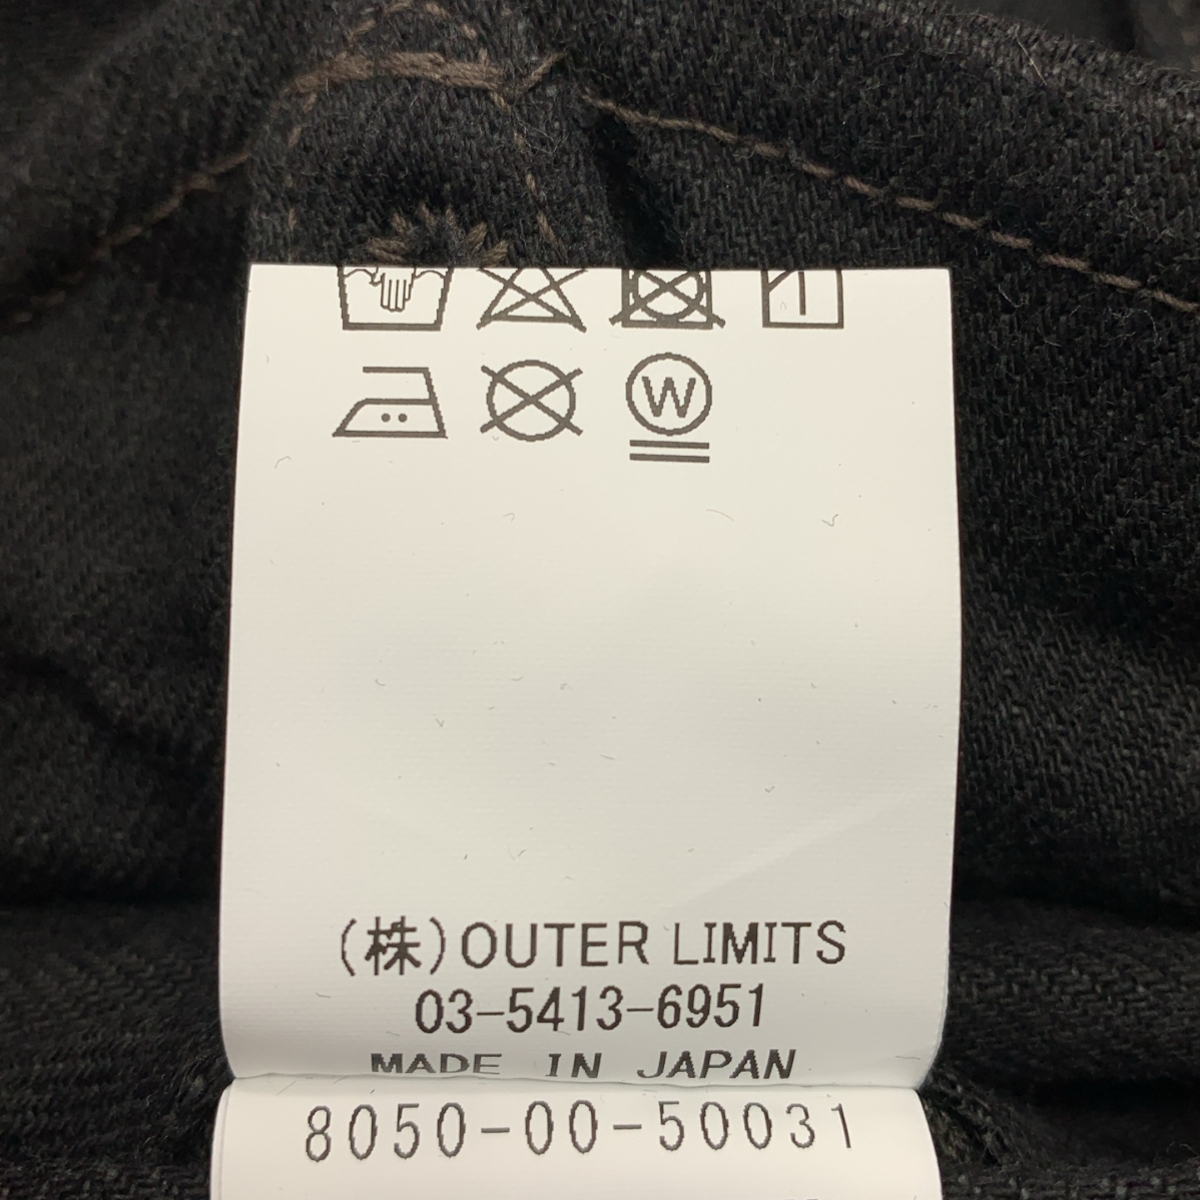 W
(株)OUTER LIMITS
03-5413-6951
MADE IN JAPAN
8050-00-50031